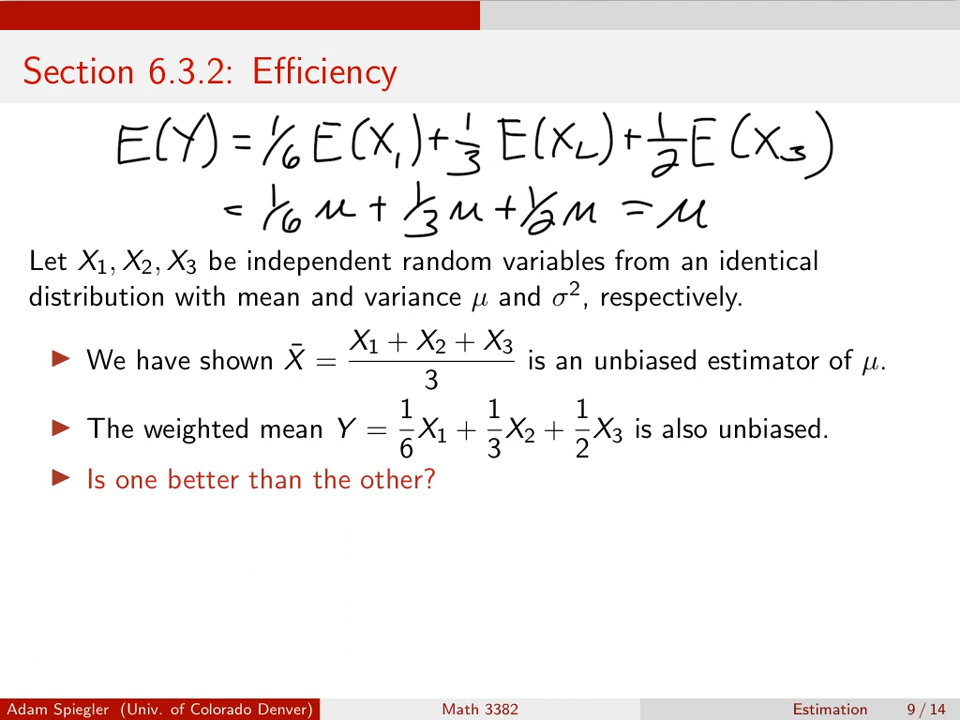 Section 6.3.2: Efficiency
E(Y) = 1/6 E(X₁) + 1/3 E(X₂) + 1/2 E(X₃)
= 1/6 μ + 1/3 μ + 1/2 μ = μ
Let X₁, X₂, X₃ be independent random variables from an identical
distribution with mean and variance μ and σ², respectively.
▶ We have shown X̄ = (X₁ + X₂ + X₃)/3 is an unbiased estimator of μ.
▶ The weighted mean Y = 1/6 X₁ + 1/3 X₂ + 1/2 X₃ is also unbiased.
▶ Is one better than the other?
Adam Spiegler (Univ. of Colorado Denver) Math 3382 Estimation 9 / 14